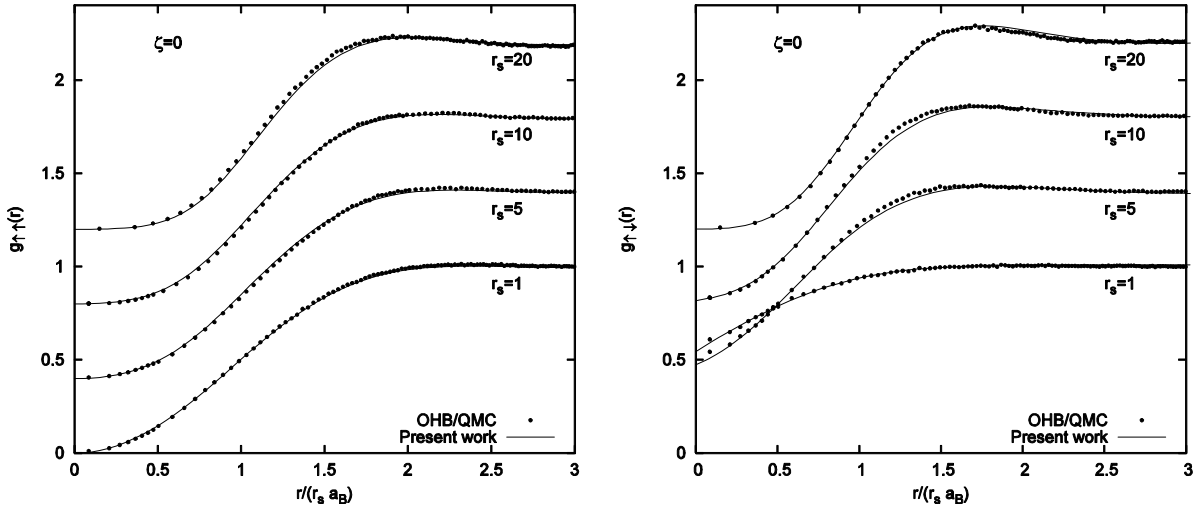 ζ=0
r_s=20
r_s=10
r_s=5
r_s=1
OHB/QMC
Present work
g↑↑(r)
0
0.5
1
1.5
2
0
0.5
1
1.5
2
2.5
3
r/(r_s a_B)
ζ=0
r_s=20
r_s=10
r_s=5
r_s=1
OHB/QMC
Present work
g↑↓(r)
0
0.5
1
1.5
2
0
0.5
1
1.5
2
2.5
3
r/(r_s a_B)